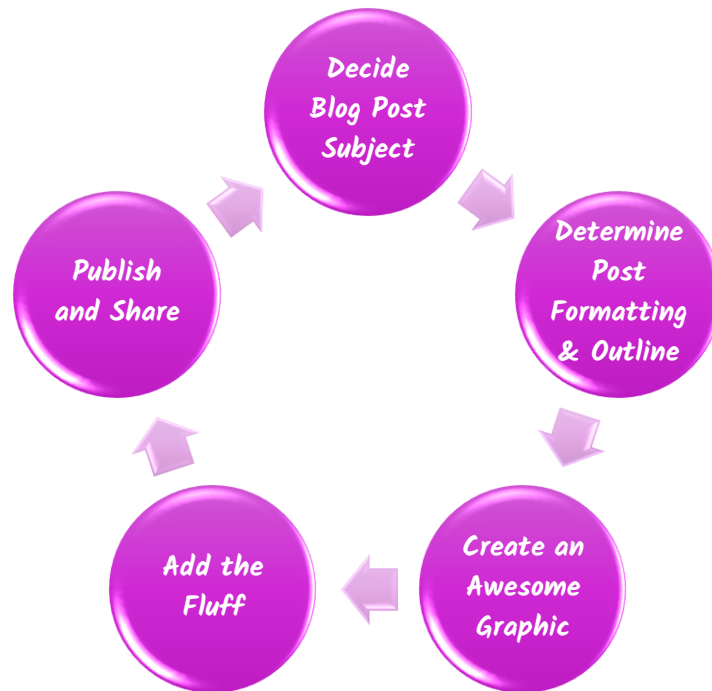 Decide
Blog Post
Subject
Determine
Post
Formatting
& Outline
Create an
Awesome
Graphic
Add the
Fluff
Publish
and Share